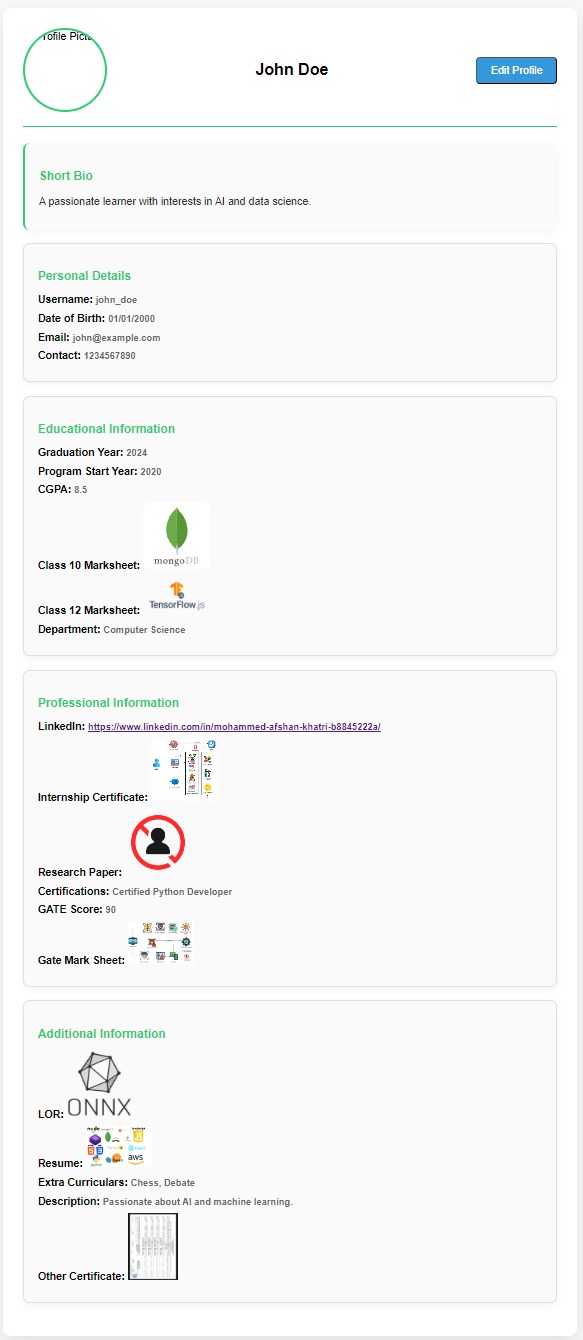 rofile Pictu
John Doe
Edit Profile
Short Bio
A passionate learner with interests in AI and data science.
Personal Details
Username: john_doe
Date of Birth: 01/01/2000
Email: john@example.com
Contact: 1234567890
Educational Information
Graduation Year: 2024
Program Start Year: 2020
CGPA: 8.5
mongoDB
Class 10 Marksheet:
TensorFlow.js
Class 12 Marksheet:
Department: Computer Science
Professional Information
LinkedIn: https://www.linkedin.com/in/mohammed-afshan-khatri-b8845222a/
Internship Certificate:
Research Paper:
Certifications: Certified Python Developer
GATE Score: 90
Gate Mark Sheet:
Additional Information
ONNX
LOR:
aws
Resume:
Extra Curriculars: Chess, Debate
Description: Passionate about AI and machine learning.
Other Certificate: